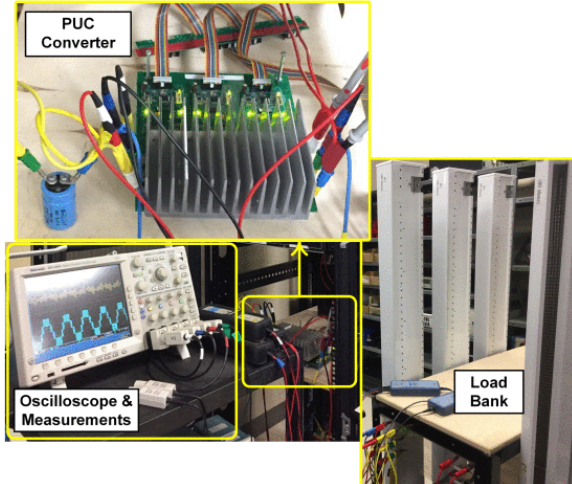 PUC
Converter
Oscilloscope &
Measurements
Load
Bank